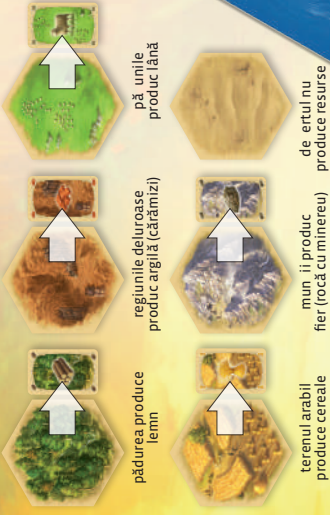 pădurea produce
lemn
regiunile deluroase
produc argilă (cărămizi)
pă unile
produc lână
terenul arabil
produce cereale
mun ii produc
fier (rocă cu minereu)
de ertul nu
produce resurse